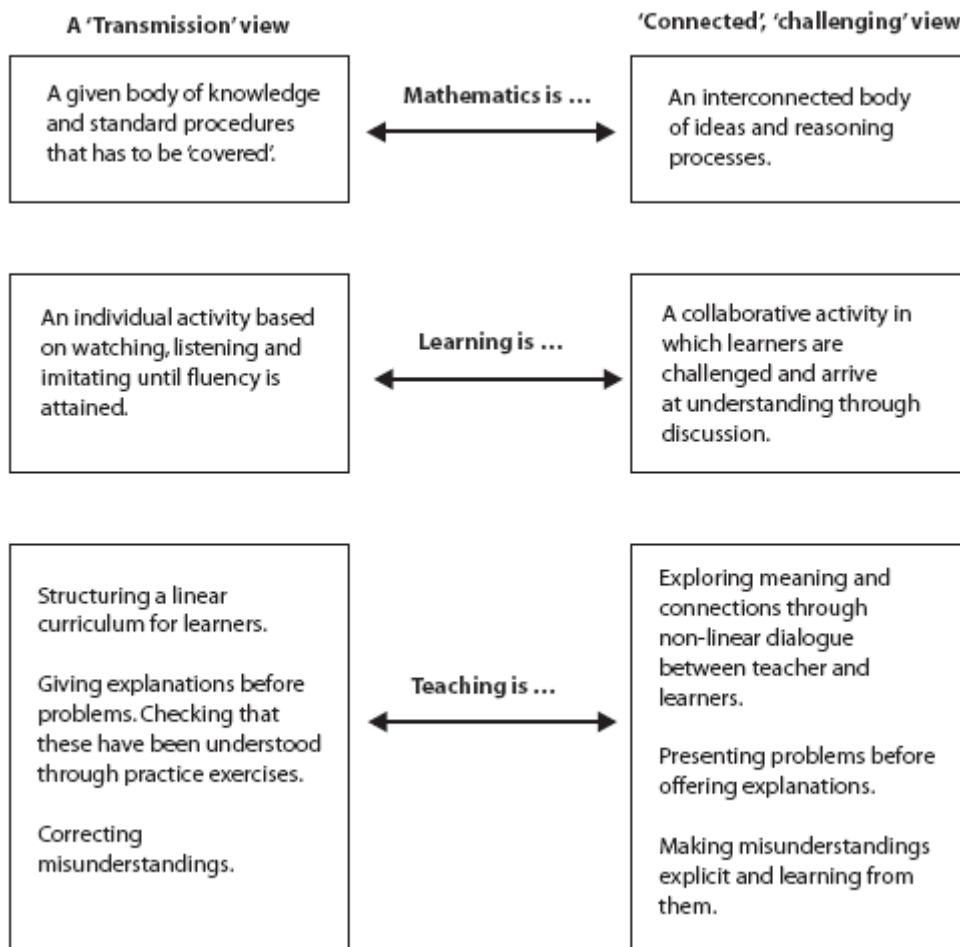 A ‘Transmission’ view
‘Connected’, ‘challenging’ view
A given body of knowledge
and standard procedures
that has to be ‘covered’.
Mathematics is ...
An interconnected body
of ideas and reasoning
processes.
An individual activity based
on watching, listening and
imitating until fluency is
attained.
Learning is ...
A collaborative activity in
which learners are
challenged and arrive
at understanding through
discussion.
Structuring a linear
curriculum for learners.
Giving explanations before
problems. Checking that
these have been understood
through practice exercises.
Correcting
misunderstandings.
Teaching is ...
Exploring meaning and
connections through
non-linear dialogue
between teacher and
learners.
Presenting problems before
offering explanations.
Making misunderstandings
explicit and learning from
them.